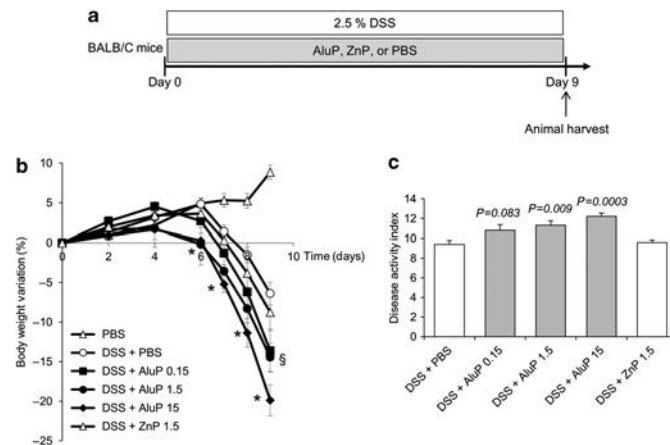 a
2.5 % DSS
BALB/C mice
AluP, ZnP, or PBS
Day 0
Day 9
Animal harvest
b
Body weight variation (%)
10
5
0
−5
−10
−15
−20
−25
0
2
4
6
8
10
Time (days)
*
*
*
*
§
PBS
DSS + PBS
DSS + AluP 0.15
DSS + AluP 1.5
DSS + AluP 15
DSS + ZnP 1.5
c
Disease activity index
14
12
10
8
6
4
2
0
P=0.083
P=0.009
P=0.0003
DSS + PBS
DSS + AluP 0.15
DSS + AluP 1.5
DSS + AluP 15
DSS + ZnP 1.5